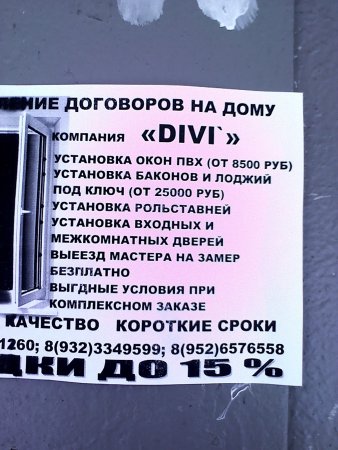 ЛЕНИЕ ДОГОВОРОВ НА ДОМУ
КОМПАНИЯ «DIVI`»
УСТАНОВКА ОКОН ПВХ (ОТ 8500 РУБ)
УСТАНОВКА БАКОНОВ И ЛОДЖИЙ
ПОД КЛЮЧ (ОТ 25000 РУБ)
УСТАНОВКА РОЛЬСТАВНЕЙ
УСТАНОВКА ВХОДНЫХ И
МЕЖКОМНАТНЫХ ДВЕРЕЙ
ВЫЕЕЗД МАСТЕРА НА ЗАМЕР
БЕЗПЛАТНО
ВЫГДНЫЕ УСЛОВИЯ ПРИ
КОМПЛЕКСНОМ ЗАКАЗЕ
КАЧЕСТВО КОРОТКИЕ СРОКИ
1260; 8(932)3349599; 8(952)6576558
ДКИ ДО 15 %